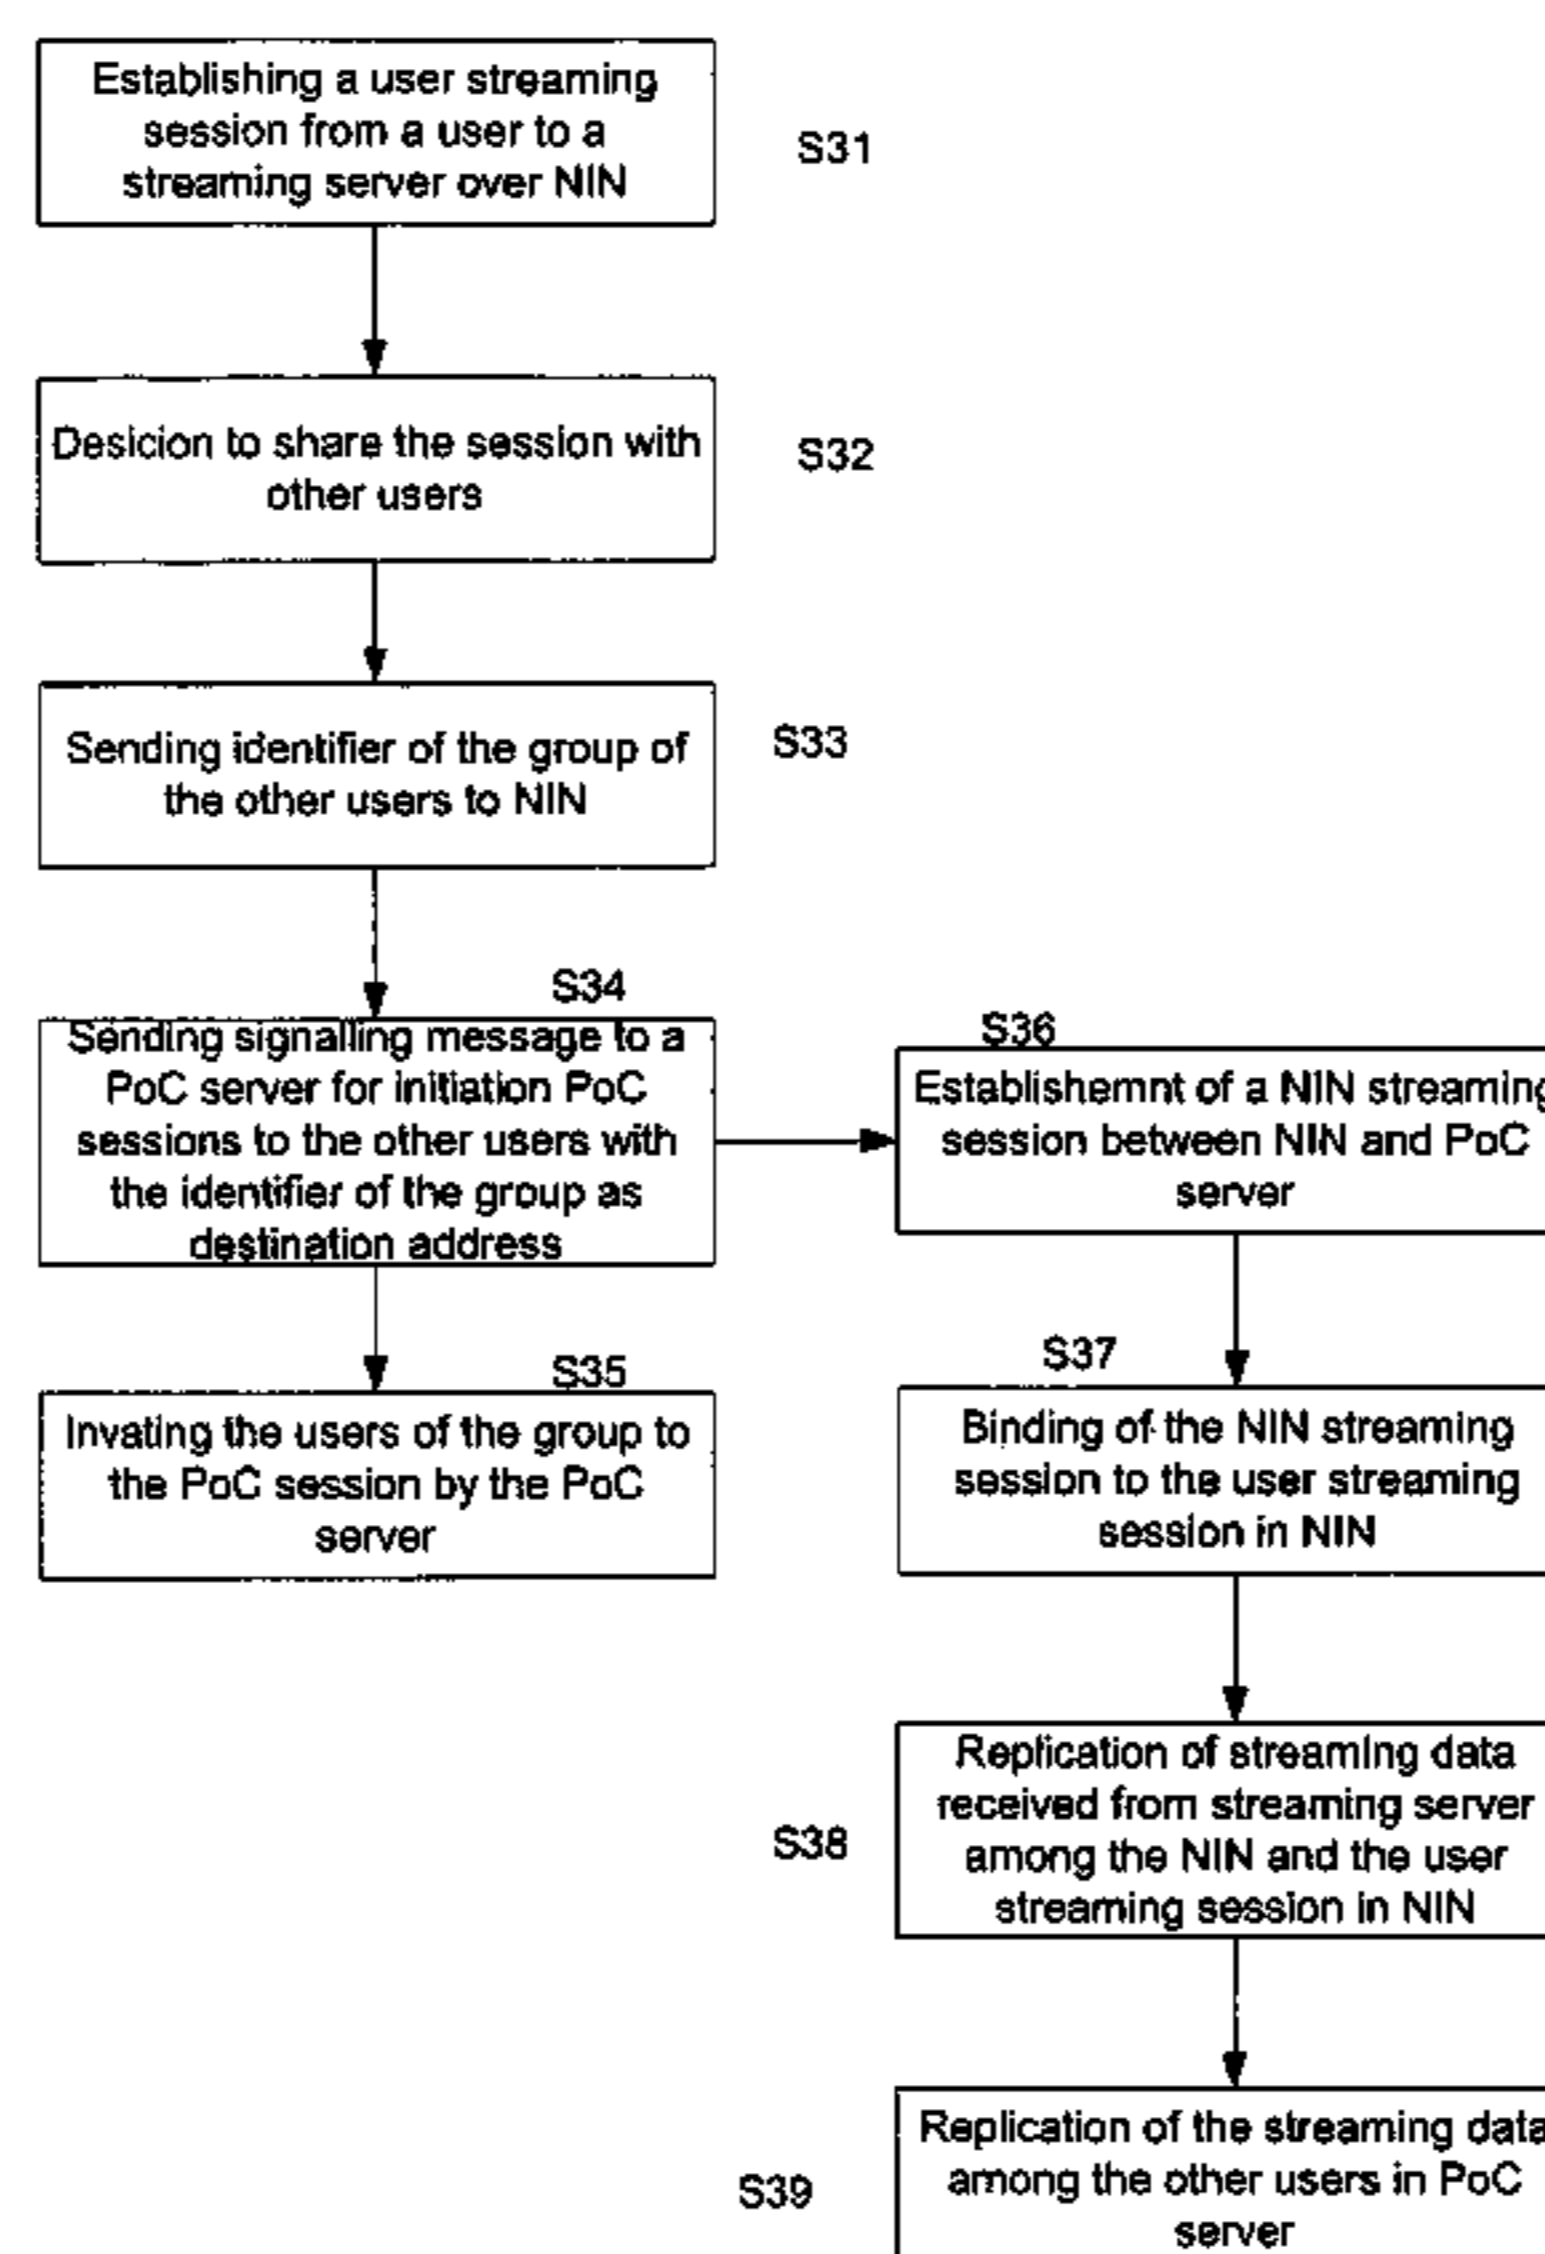 Establishing a user streaming
session from a user to a
streaming server over NIN
S31
Desicion to share the session with
other users
S32
Sending identifier of the group of
the other users to NIN
S33
S34
Sending signalling message to a
PoC server for initiation PoC
sessions to the other users with
the identifier of the group as
destination address
S35
Invating the users of the group to
the PoC session by the PoC
server
S36
Establishemnt of a NIN streaming
session between NIN and PoC
server
S37
Binding of the NIN streaming
session to the user streaming
session in NIN
S38
Replication of streaming data
received from streaming server
among the NIN and the user
streaming session in NIN
S39
Replication of the streaming data
among the other users in PoC
server